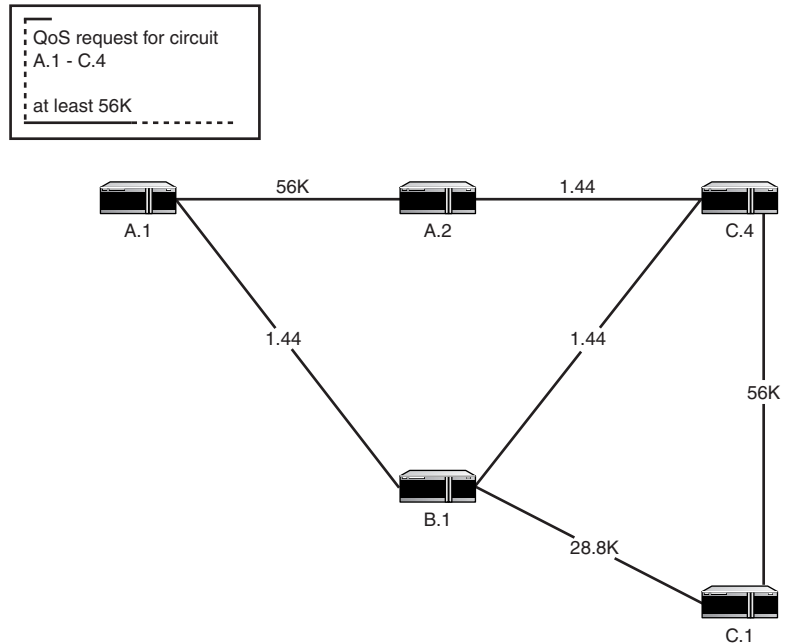 QoS request for circuit
A.1 - C.4
at least 56K
56K
1.44
A.1
A.2
C.4
1.44
1.44
56K
B.1
28.8K
C.1